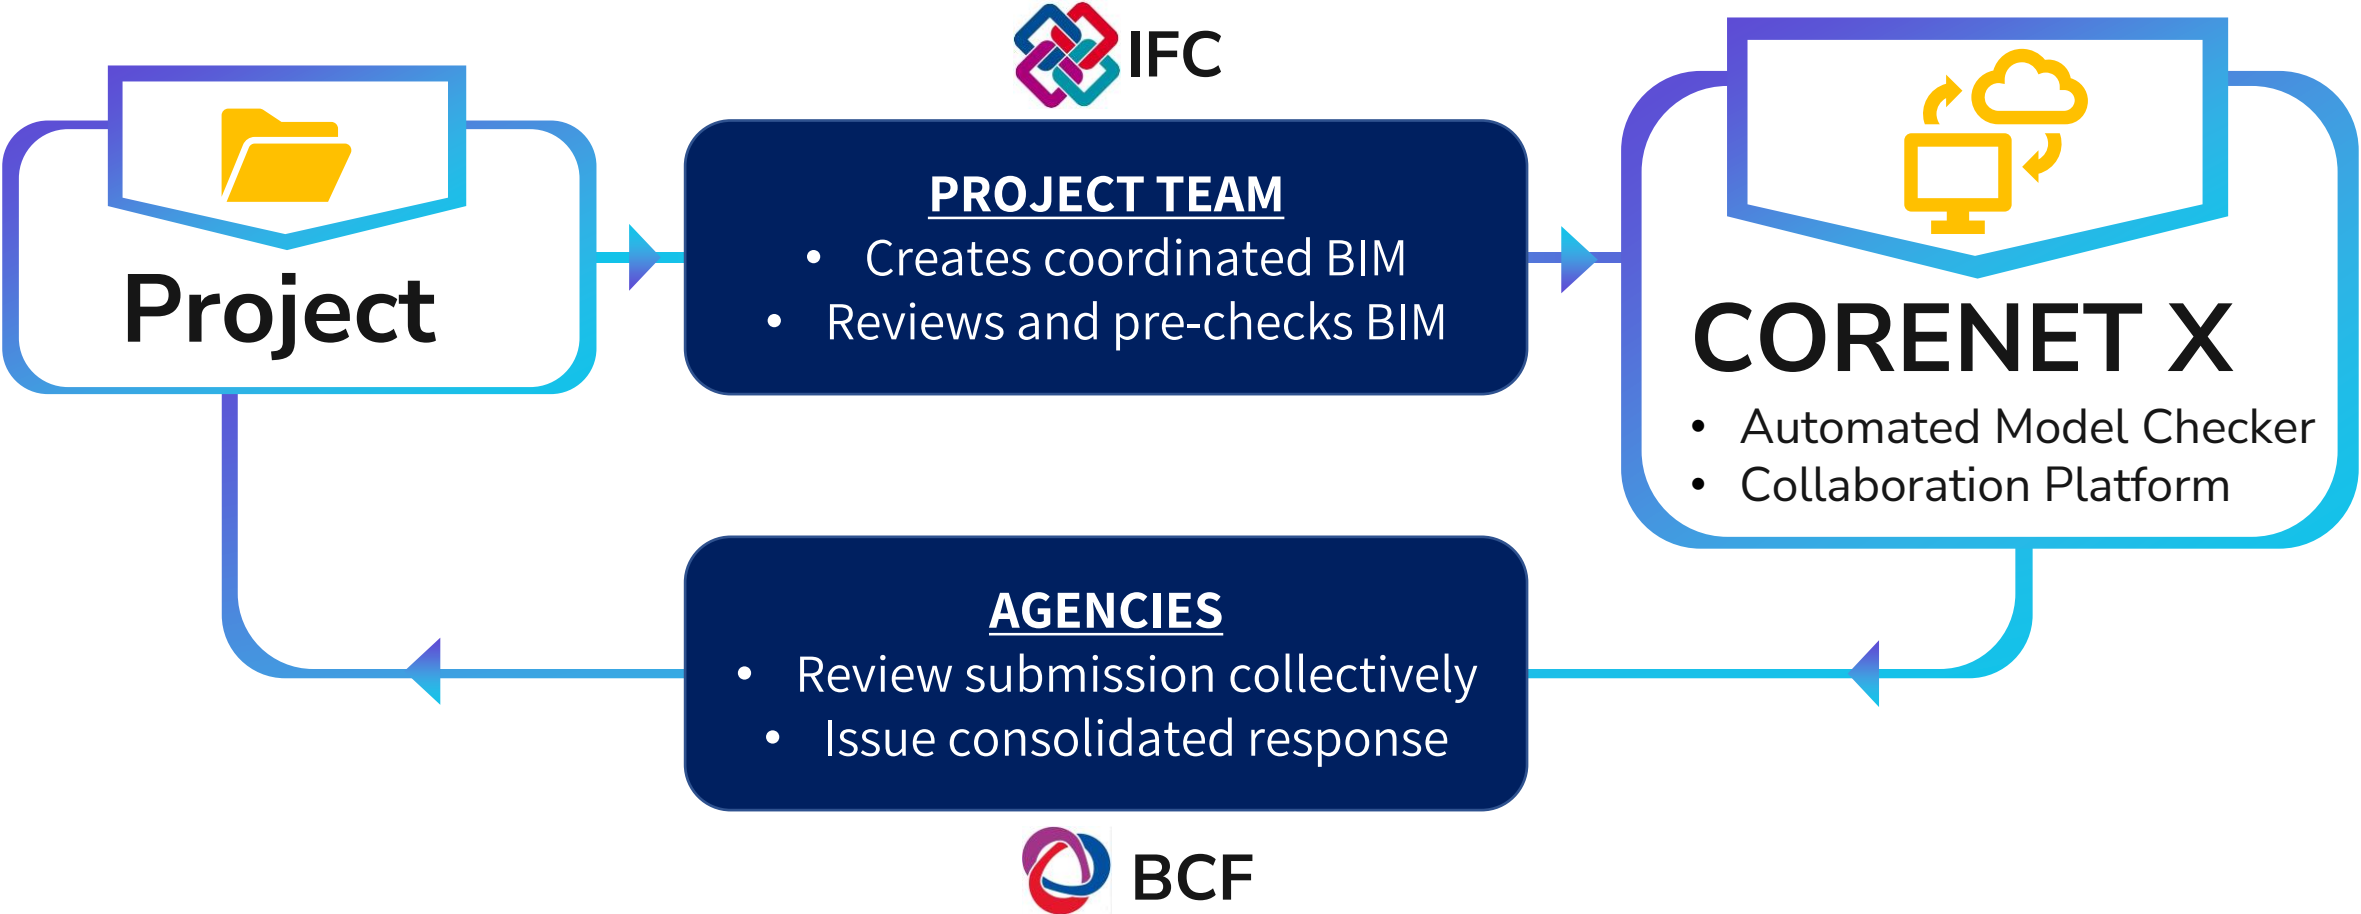 IFC
PROJECT TEAM
• Creates coordinated BIM
• Reviews and pre-checks BIM
Project
CORENET X
• Automated Model Checker
• Collaboration Platform
AGENCIES
• Review submission collectively
• Issue consolidated response
BCF